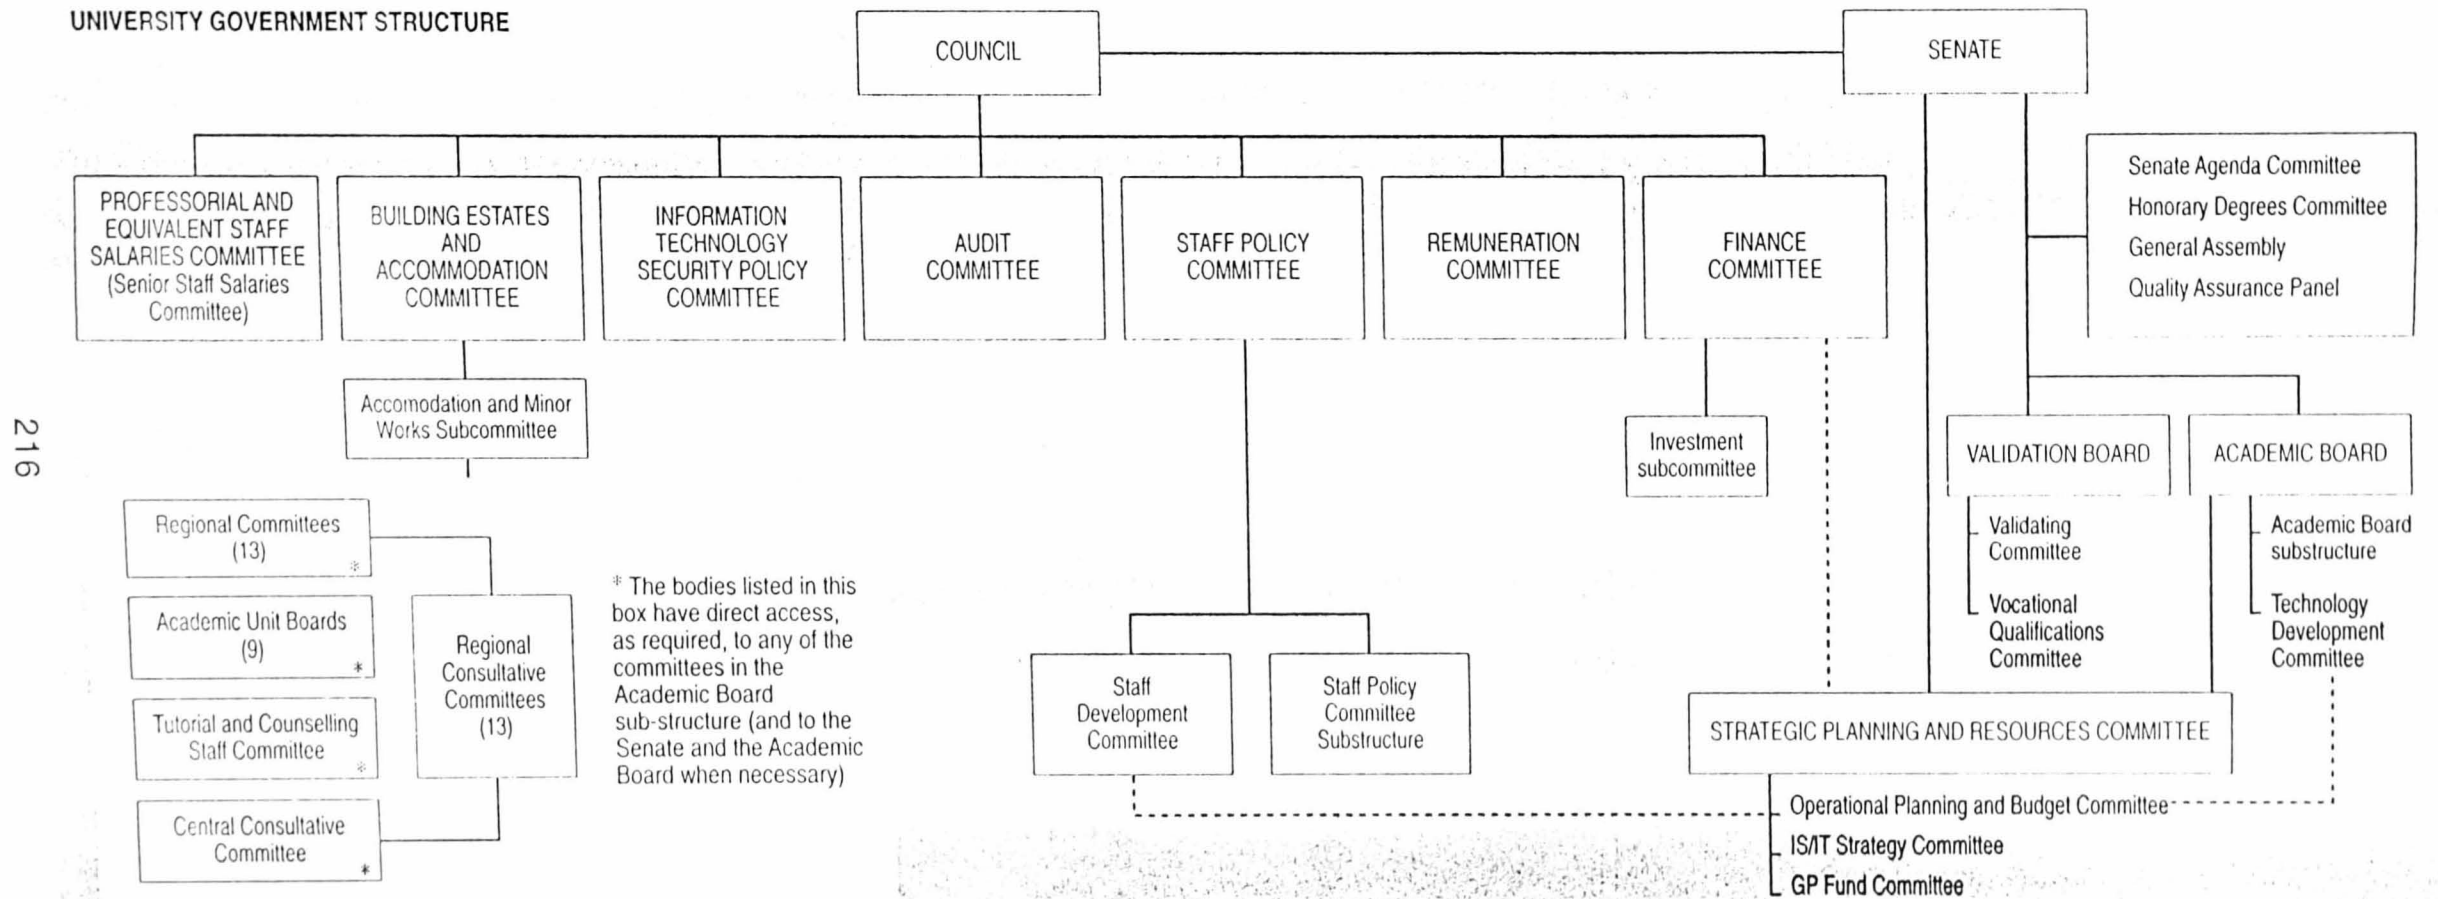 UNIVERSITY GOVERNMENT STRUCTURE
COUNCIL
SENATE
PROFESSORIAL AND
EQUIVALENT STAFF
SALARIES COMMITTEE
(Senior Staff Salaries
Committee)
BUILDING ESTATES
AND
ACCOMMODATION
COMMITTEE
INFORMATION
TECHNOLOGY
SECURITY POLICY
COMMITTEE
AUDIT
COMMITTEE
STAFF POLICY
COMMITTEE
REMUNERATION
COMMITTEE
FINANCE
COMMITTEE
Senate Agenda Committee
Honorary Degrees Committee
General Assembly
Quality Assurance Panel
Accomodation and Minor
Works Subcommittee
Investment
subcommittee
VALIDATION BOARD
ACADEMIC BOARD
Validating
Committee
Vocational
Qualifications
Committee
Academic Board
substructure
Technology
Development
Committee
216
Regional Committees
(13)
*
Academic Unit Boards
(9)
*
Tutorial and Counselling
Staff Committee
*
Central Consultative
Committee
*
Regional
Consultative
Committees
(13)
* The bodies listed in this
box have direct access,
as required, to any of the
committees in the
Academic Board
sub-structure (and to the
Senate and the Academic
Board when necessary)
Staff
Development
Committee
Staff Policy
Committee
Substructure
STRATEGIC PLANNING AND RESOURCES COMMITTEE
Operational Planning and Budget Committee
IS/IT Strategy Committee
GP Fund Committee